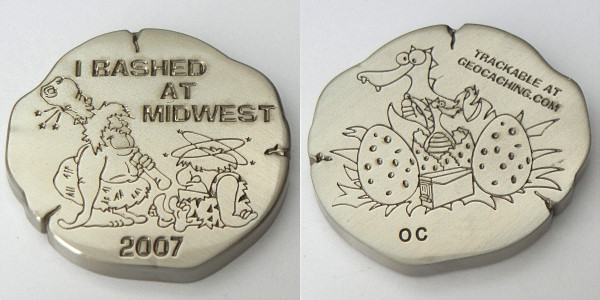 I BASHED
AT
MIDWEST
2007
TRACKABLE AT
GEOCACHING.COM
OC